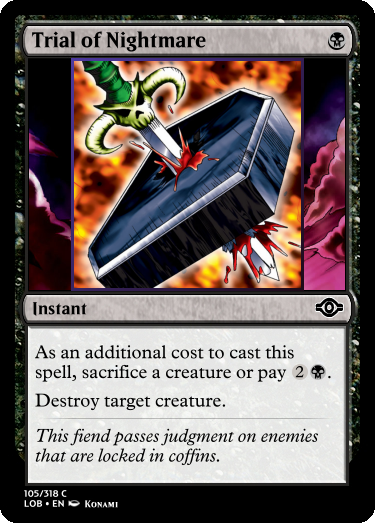 Trial of Nightmare
Instant
As an additional cost to cast this
spell, sacrifice a creature or pay 2 .
Destroy target creature.
This fiend passes judgment on enemies
that are locked in coffins.
105/318 C
LOB • EN Konami